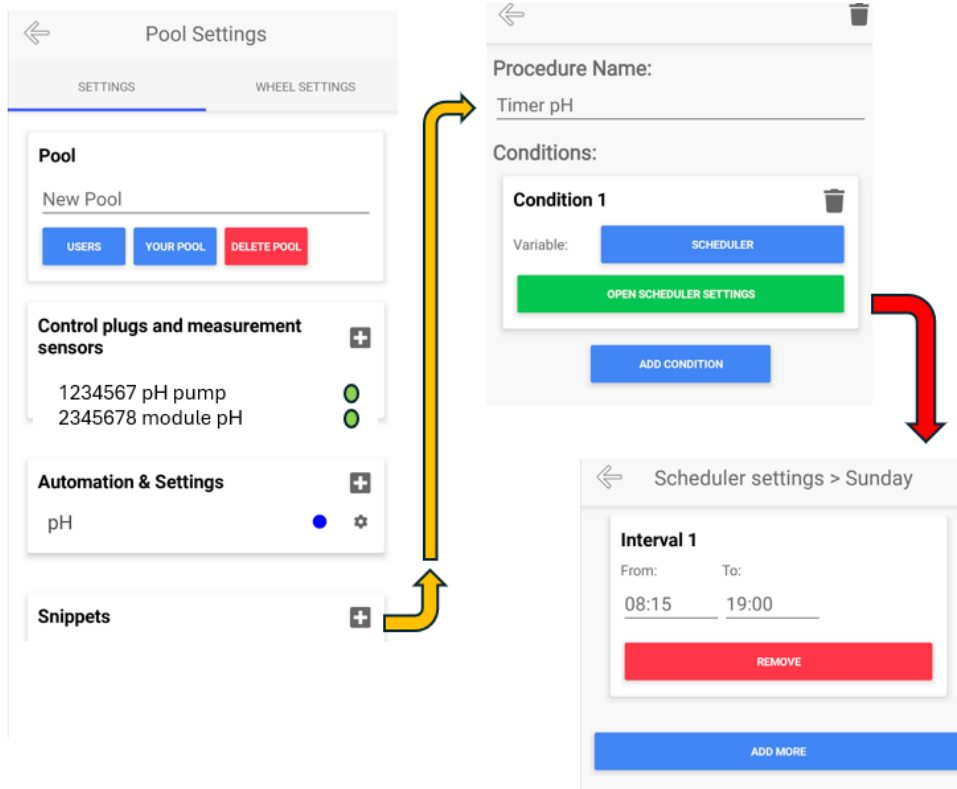 Pool Settings
SETTINGS WHEEL SETTINGS
Pool
New Pool
USERS YOUR POOL DELETE POOL
Control plugs and measurement
sensors
1234567 pH pump
2345678 module pH
Automation & Settings
pH
Snippets
Procedure Name:
Timer pH
Conditions:
Condition 1
Variable: SCHEDULER
OPEN SCHEDULER SETTINGS
ADD CONDITION
Scheduler settings > Sunday
Interval 1
From: To:
08:15 19:00
REMOVE
ADD MORE